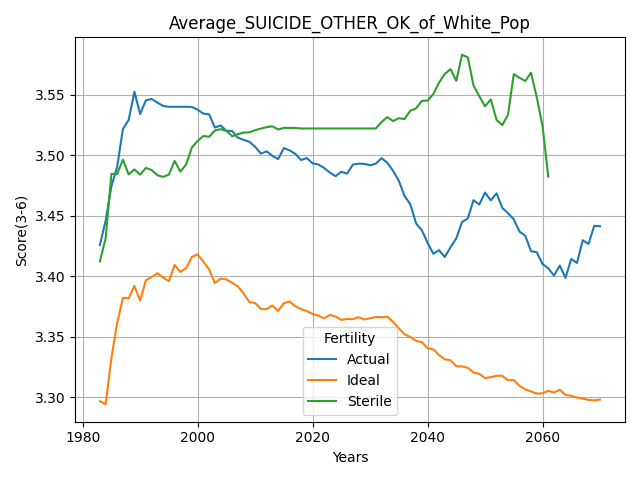 Average_SUICIDE_OTHER_OK_of_White_Pop
Score(3-6)
3.55
3.50
3.45
3.40
3.35
3.30
Fertility
Actual
Ideal
Sterile
1980
2000
2020
2040
2060
Years